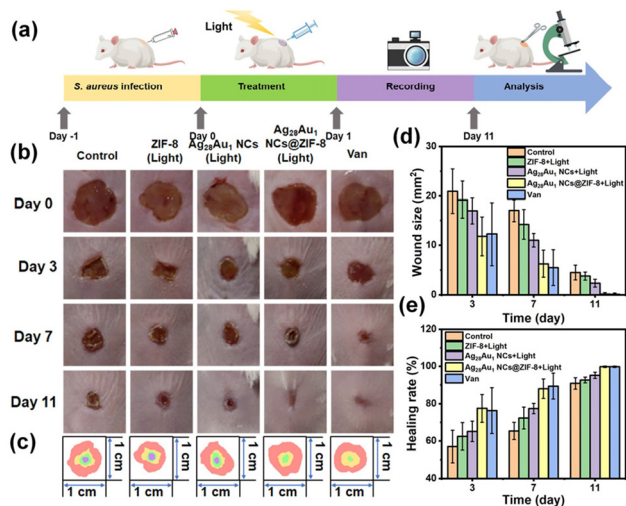 (a)
Light
S. aureus infection
Treatment
Recording
Analysis
Day -1
Day 0
Day 1
Day 11
(b)
Control
ZIF-8
(Light)
Ag28Au1 NCs
(Light)
Ag28Au1
NCs@ZIF-8
(Light)
Van
Day 0
Day 3
Day 7
Day 11
(c)
1 cm
1 cm
1 cm
1 cm
1 cm
1 cm
1 cm
1 cm
1 cm
1 cm
(d)
Control
ZIF-8+Light
Ag28Au1 NCs+Light
Ag28Au1 NCs@ZIF-8+Light
Van
Wound size (mm2)
30
20
10
0
3
7
11
Time (day)
(e)
Control
ZIF-8+Light
Ag28Au1 NCs+Light
Ag28Au1 NCs@ZIF-8+Light
Van
Healing rate (%)
120
100
80
60
40
3
7
11
Time (day)